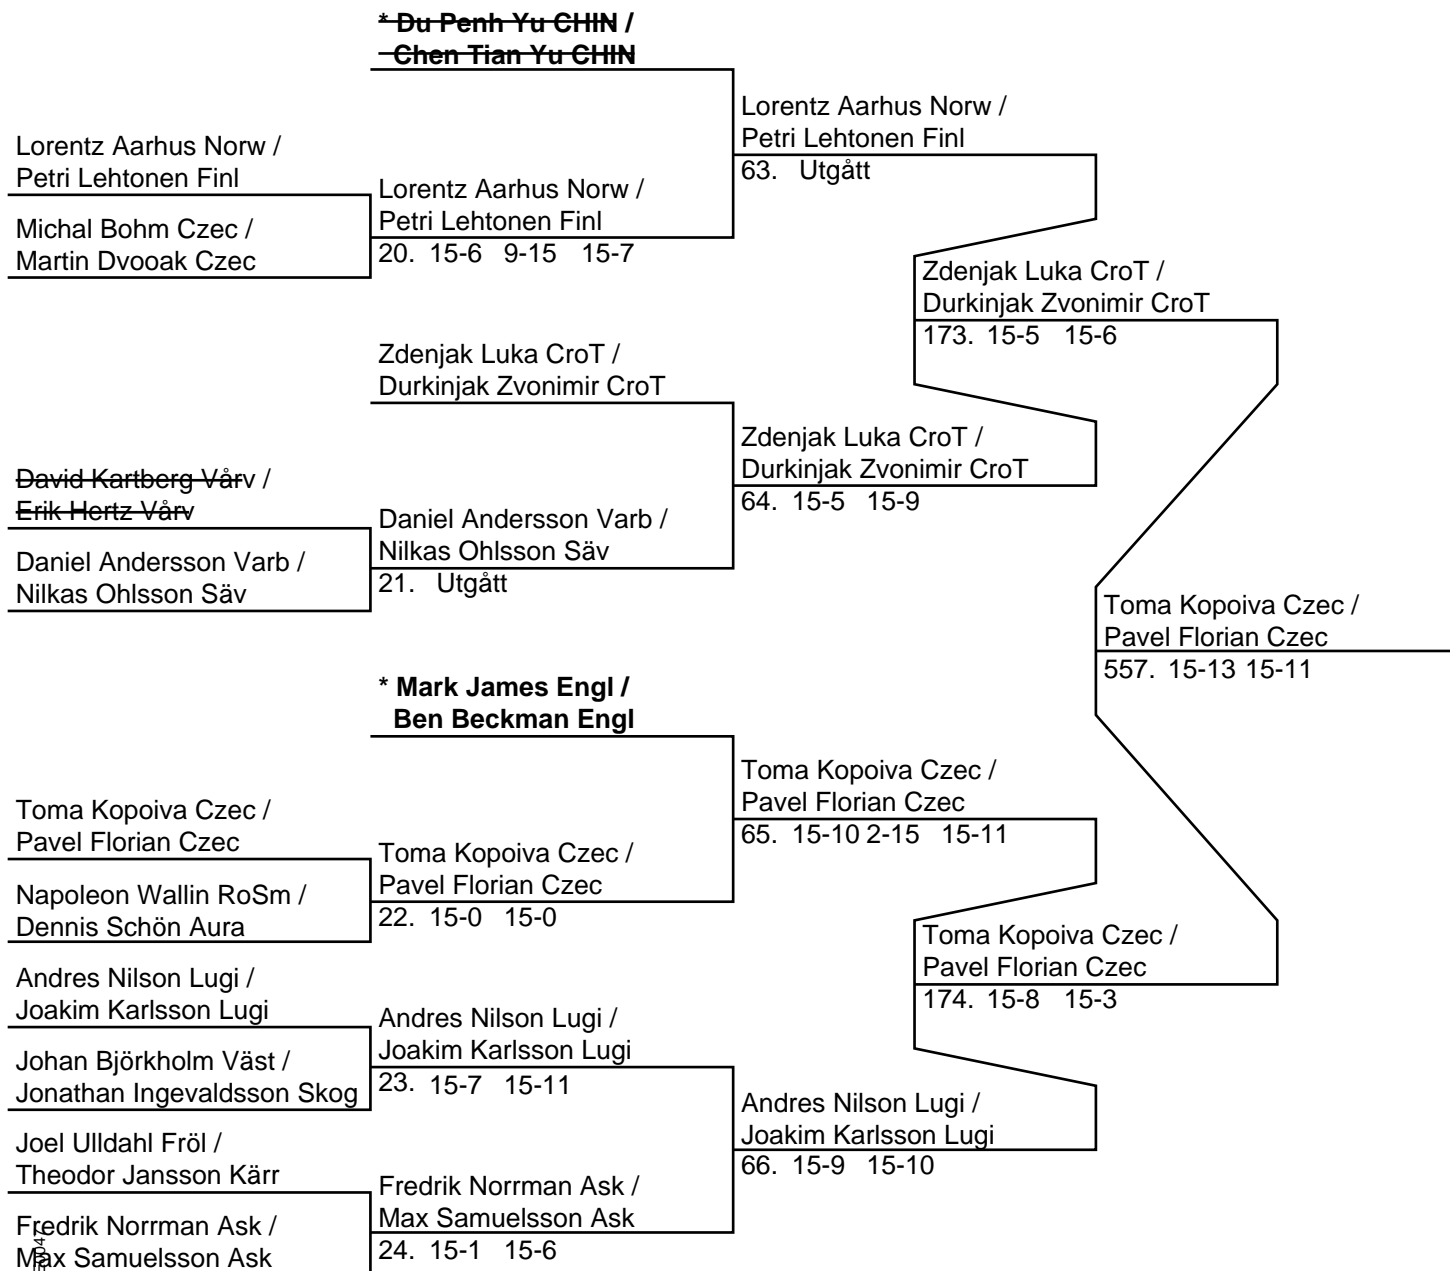 * Du Penh Yu CHIN /
Chen Tian Yu CHIN
Lorentz Aarhus Norw /
Petri Lehtonen Finl
63. Utgått
Lorentz Aarhus Norw /
Petri Lehtonen Finl
Lorentz Aarhus Norw /
Petri Lehtonen Finl
20. 15-6 9-15 15-7
Michal Bohm Czec /
Martin Dvooak Czec
Zdenjak Luka CroT /
Durkinjak Zvonimir CroT
173. 15-5 15-6
Zdenjak Luka CroT /
Durkinjak Zvonimir CroT
Zdenjak Luka CroT /
Durkinjak Zvonimir CroT
64. 15-5 15-9
David Kartberg Vårv /
Erik Hertz Vårv
Daniel Andersson Varb /
Nilkas Ohlsson Säv
21. Utgått
Daniel Andersson Varb /
Nilkas Ohlsson Säv
Toma Kopoiva Czec /
Pavel Florian Czec
557. 15-13 15-11
* Mark James Engl /
Ben Beckman Engl
Toma Kopoiva Czec /
Pavel Florian Czec
65. 15-10 2-15 15-11
Toma Kopoiva Czec /
Pavel Florian Czec
Toma Kopoiva Czec /
Pavel Florian Czec
22. 15-0 15-0
Napoleon Wallin RoSm /
Dennis Schön Aura
Toma Kopoiva Czec /
Pavel Florian Czec
174. 15-8 15-3
Andres Nilson Lugi /
Joakim Karlsson Lugi
Andres Nilson Lugi /
Joakim Karlsson Lugi
23. 15-7 15-11
Johan Björkholm Väst /
Jonathan Ingevaldsson Skog
Andres Nilson Lugi /
Joakim Karlsson Lugi
66. 15-9 15-10
Joel Ulldahl Fröl /
Theodor Jansson Kärr
Fredrik Norrman Ask /
Max Samuelsson Ask
24. 15-1 15-6
Fredrik Norrman Ask /
Max Samuelsson Ask